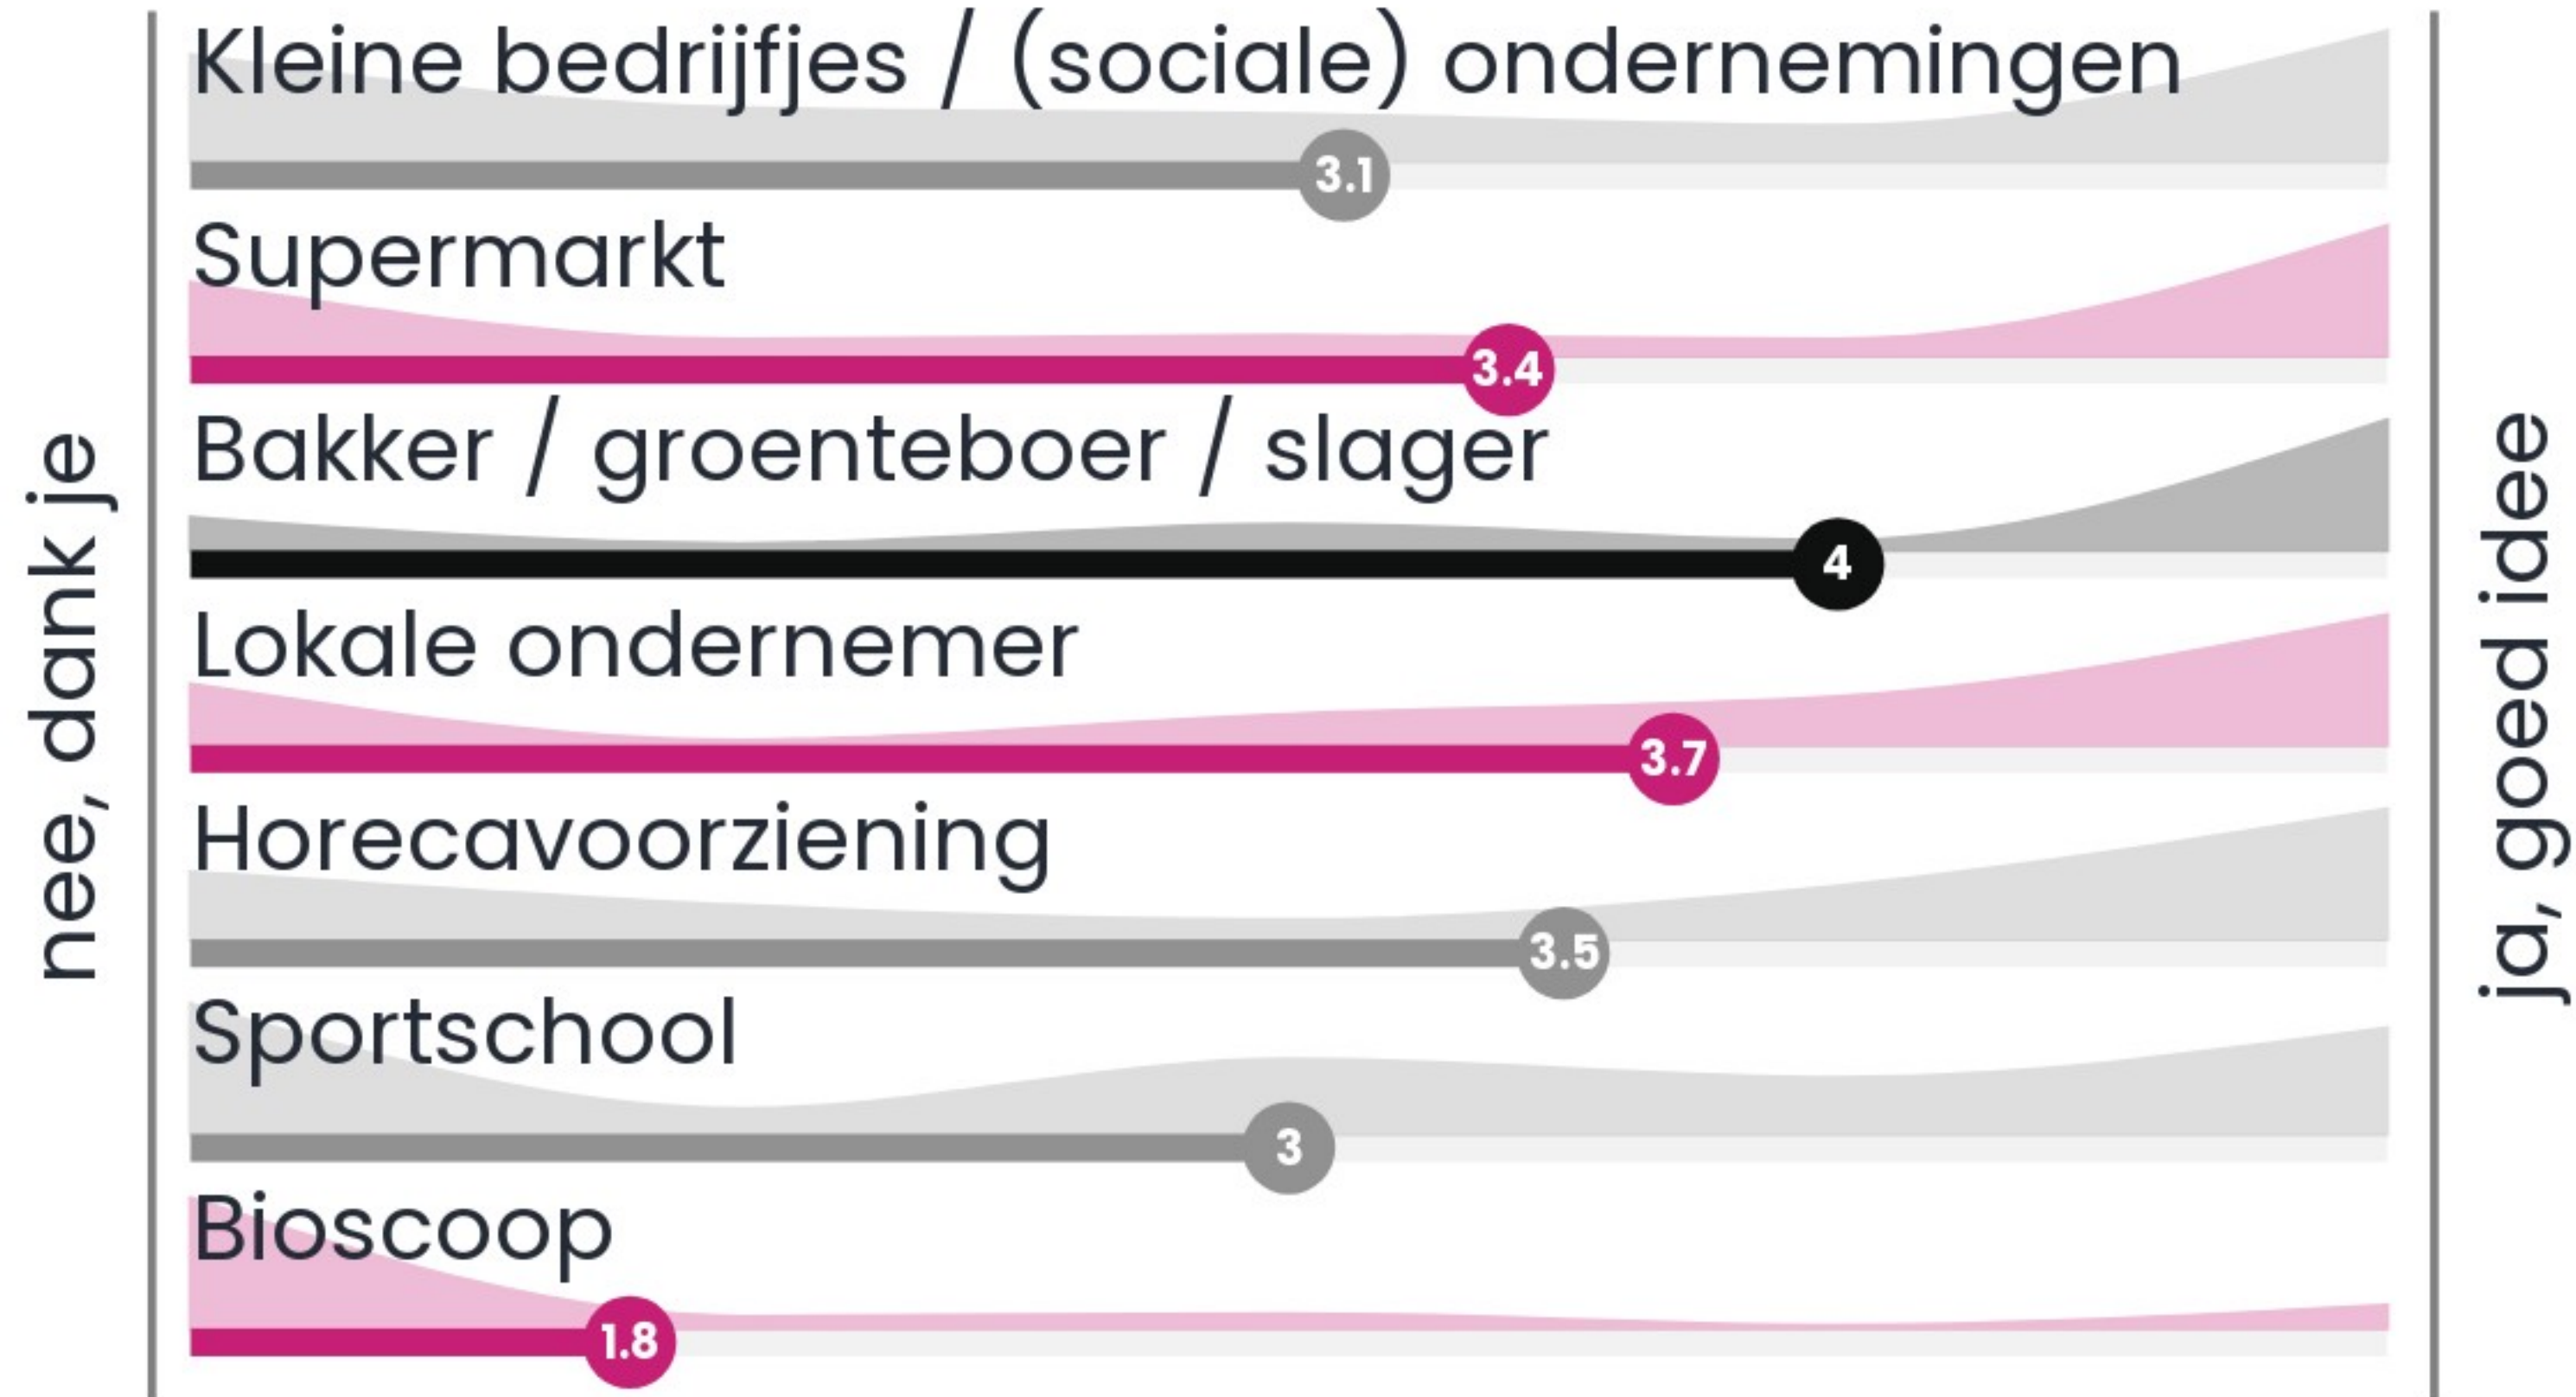 Kleine bedrijfjes / (sociale) ondernemingen
3.1
Supermarkt
3.4
Bakker / groenteboer / slager
4
Lokale ondernemer
3.7
Horecavoorziening
3.5
Sportschool
3
Bioscoop
1.8
nee, dank je
ja, goed idee